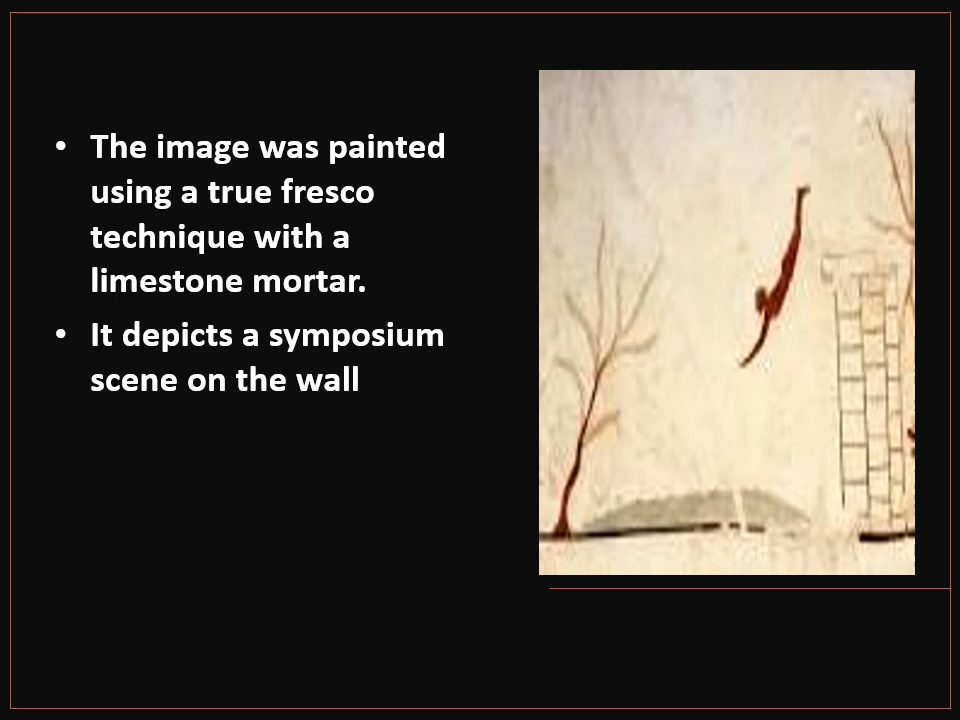 • The image was painted
using a true fresco
technique with a
limestone mortar.
• It depicts a symposium
scene on the wall